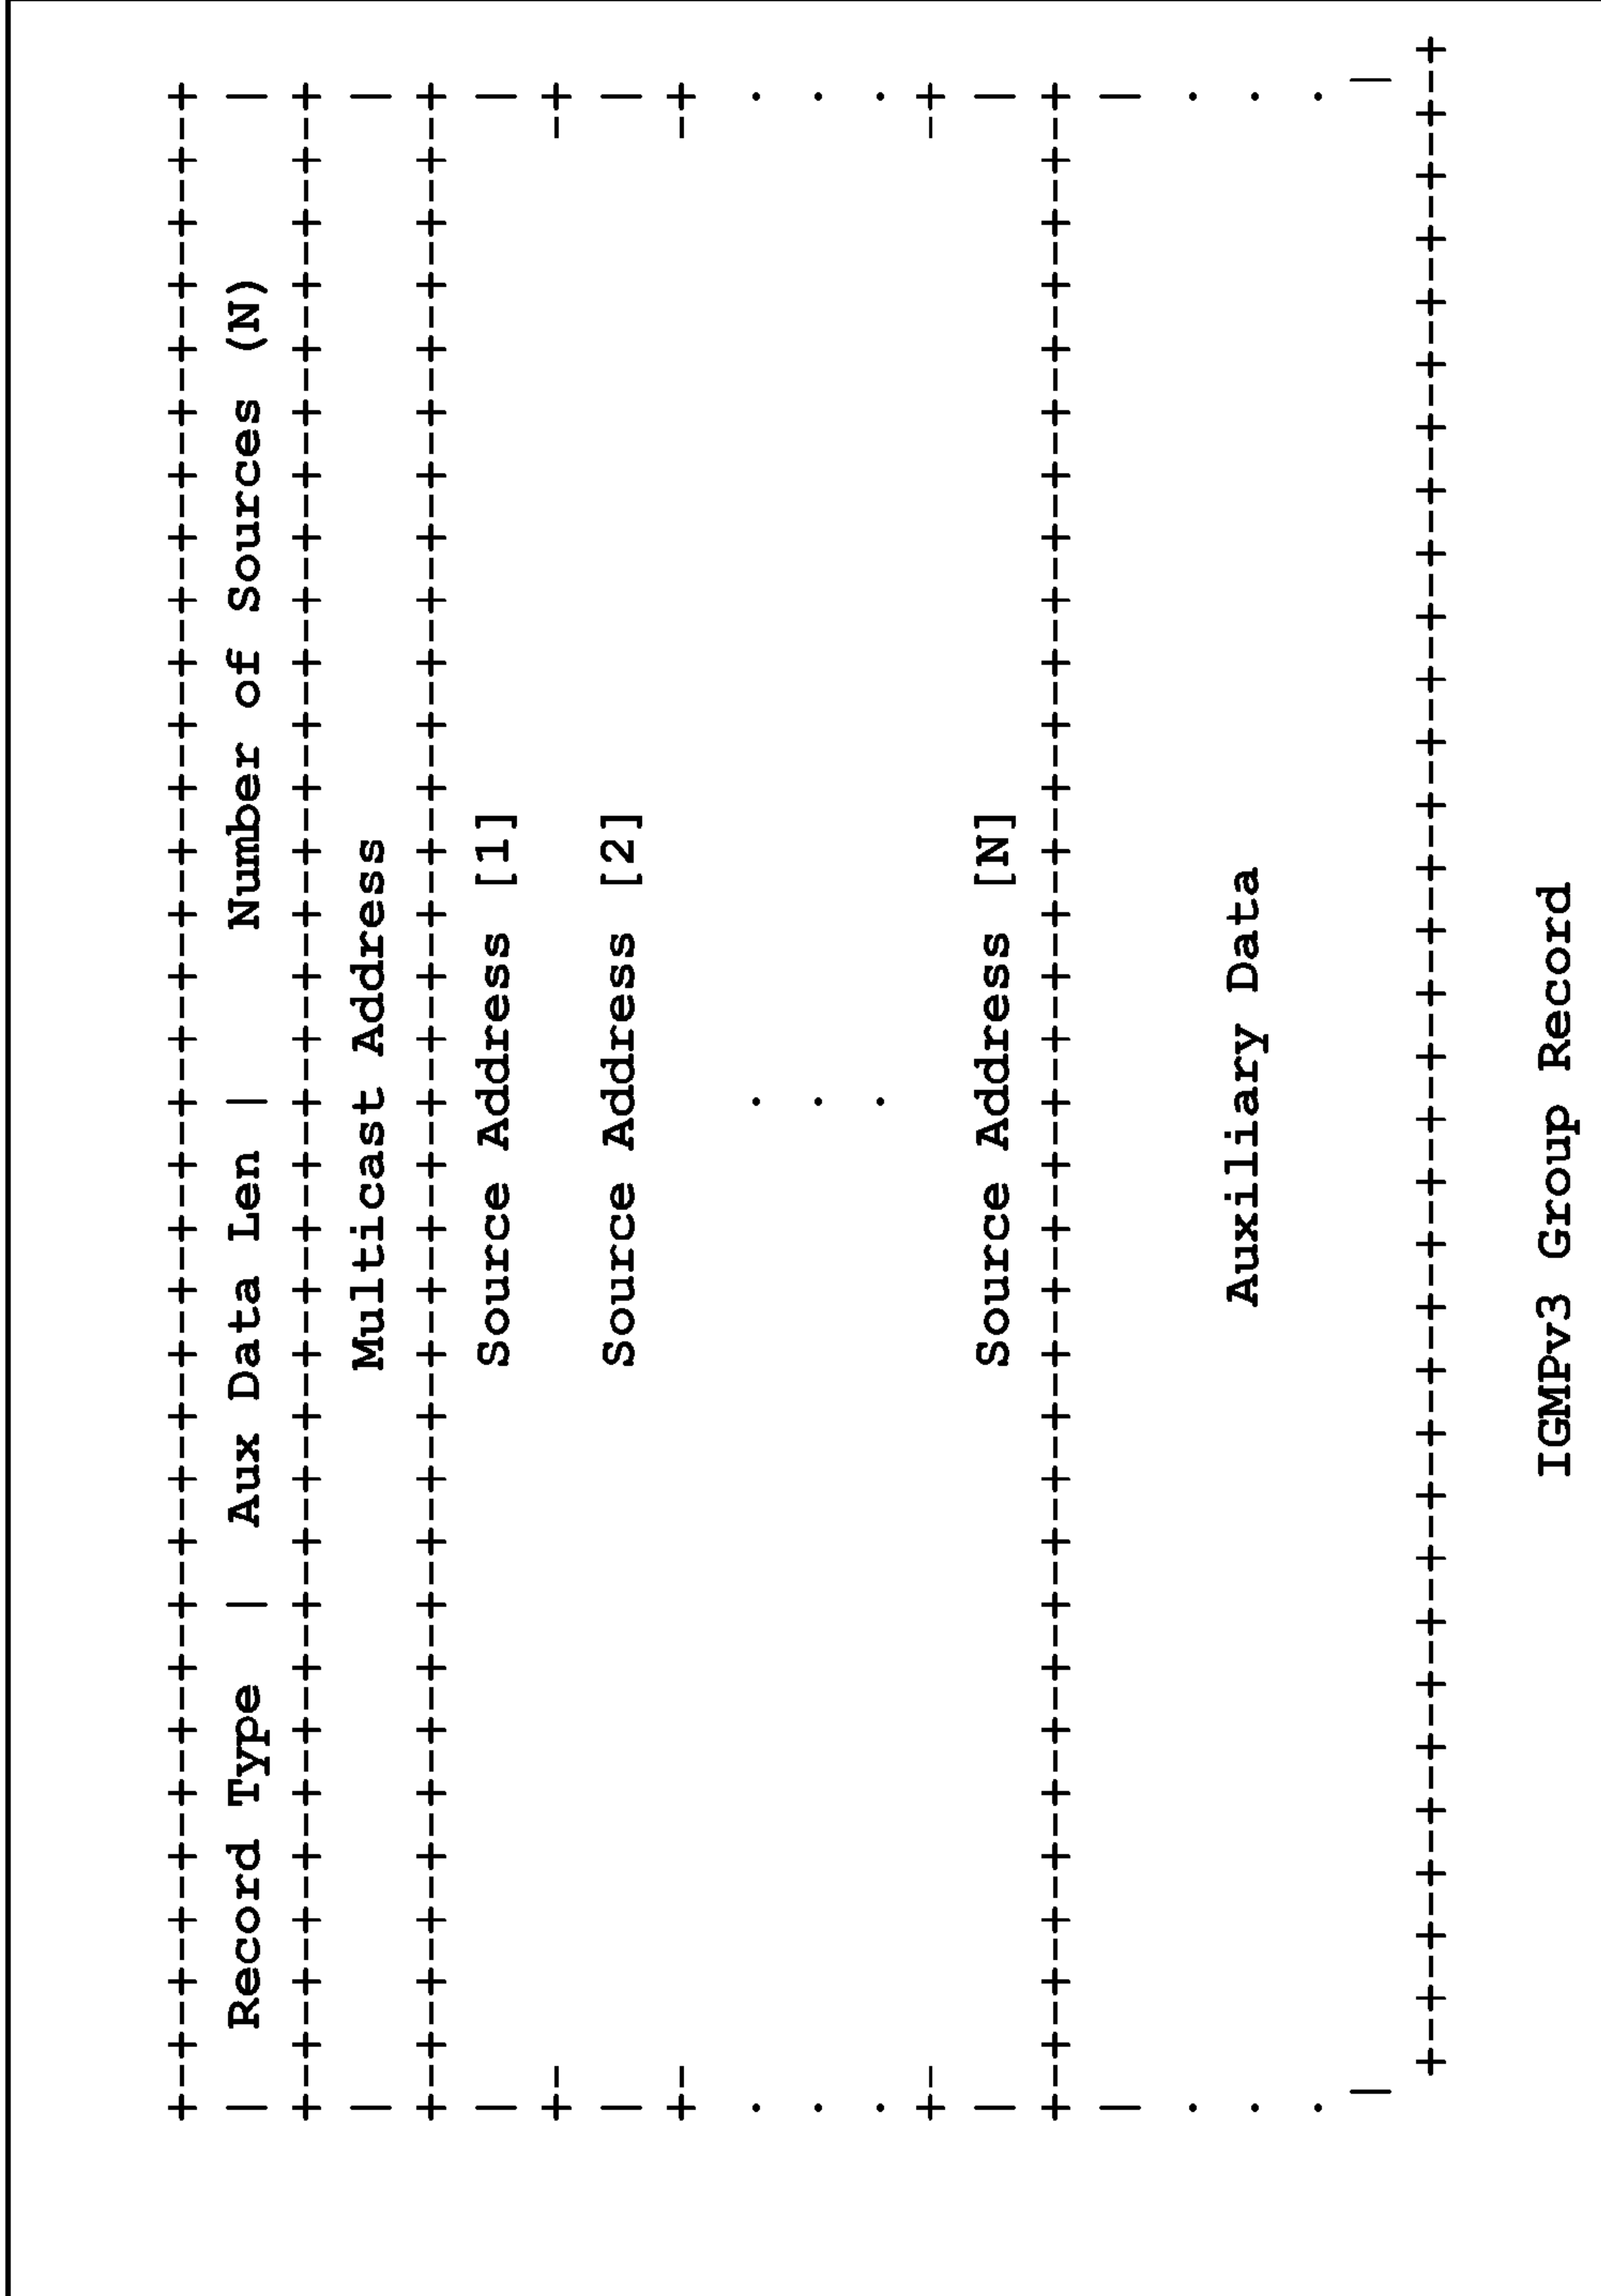 +-+-+-+-+-+-+-+-+-+-+-+-+-+-+-+-+-+-+-+-+-+-+-+-+-+-+-+-+-+-+-+-+
|  Record Type  |  Aux Data Len |     Number of Sources (N)     |
+-+-+-+-+-+-+-+-+-+-+-+-+-+-+-+-+-+-+-+-+-+-+-+-+-+-+-+-+-+-+-+-+
|                       Multicast Address                       |
+-+-+-+-+-+-+-+-+-+-+-+-+-+-+-+-+-+-+-+-+-+-+-+-+-+-+-+-+-+-+-+-+
|                       Source Address [1]                      |
+-                                                             -+
|                       Source Address [2]                      |
+-                                                             -+
.                               .                               .
.                               .                               .
.                               .                               .
+-                                                             -+
|                       Source Address [N]                      |
+-+-+-+-+-+-+-+-+-+-+-+-+-+-+-+-+-+-+-+-+-+-+-+-+-+-+-+-+-+-+-+-+
|                                                               |
.                                                               .
.                         Auxiliary Data                        .
.                                                               .
|                                                               |
+-+-+-+-+-+-+-+-+-+-+-+-+-+-+-+-+-+-+-+-+-+-+-+-+-+-+-+-+-+-+-+-+
IGMPv3 Group Record